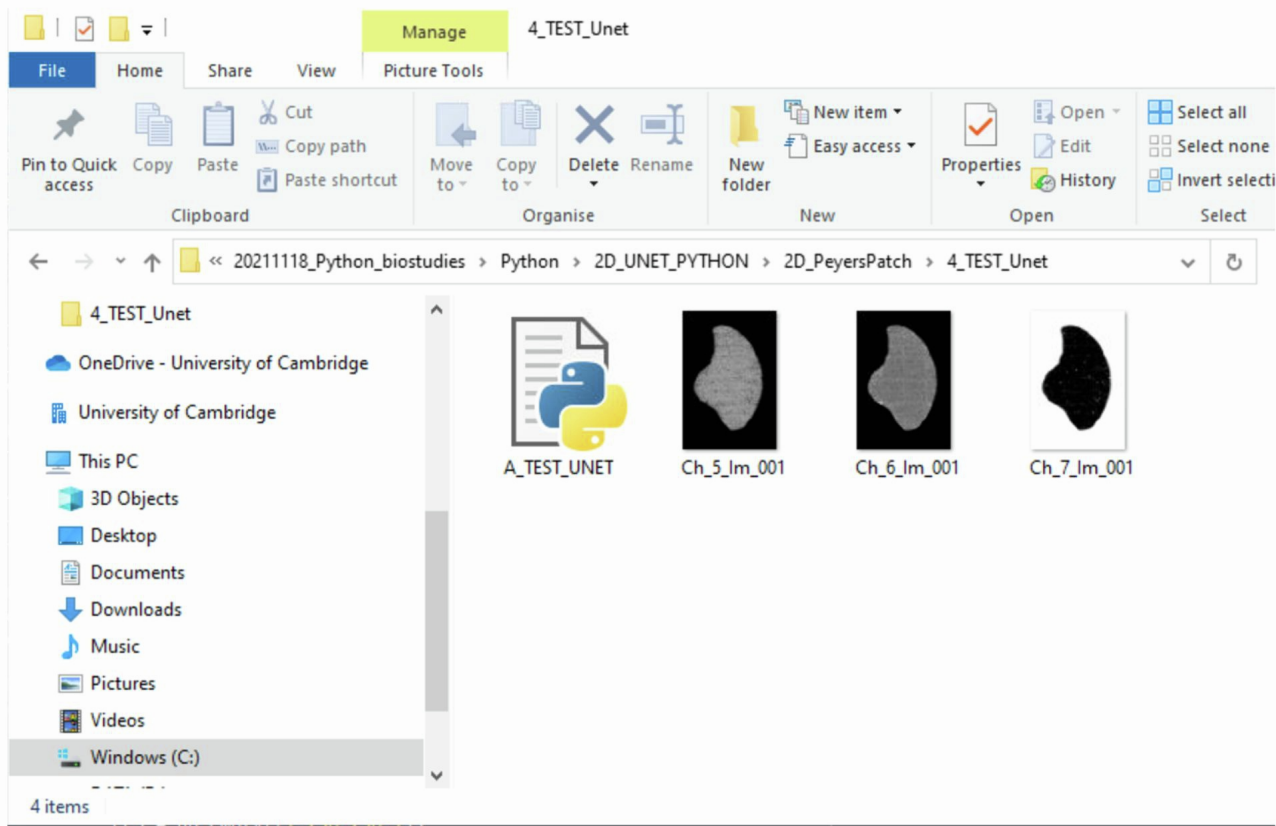 Manage
4_TEST_Unet
File
Home
Share
View
Picture Tools
Pin to Quick access
Copy
Paste
Cut
Copy path
Paste shortcut
Clipboard
Move to
Copy to
Delete
Rename
Organise
New folder
New item
Easy access
New
Properties
Open
Edit
History
Open
Select all
Select none
Invert selecti
Select
« 20211118_Python_biostudies > Python > 2D_UNET_PYTHON > 2D_PeyersPatch > 4_TEST_Unet
4_TEST_Unet
OneDrive - University of Cambridge
University of Cambridge
This PC
3D Objects
Desktop
Documents
Downloads
Music
Pictures
Videos
Windows (C:)
A_TEST_UNET
Ch_5_Im_001
Ch_6_Im_001
Ch_7_Im_001
4 items